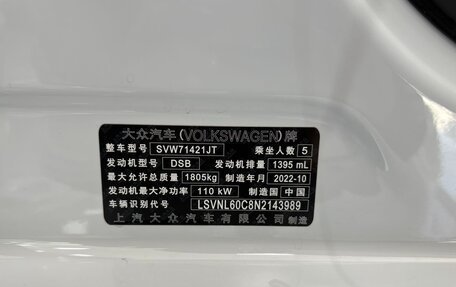 大众汽车(VOLKSWAGEN)牌
整车型号 SVW71421JT 乘坐人数 5
发动机型号 DSB 发动机排量 1395 mL
最大允许总质量 1805kg 制造年月 2022-10
发动机最大净功率 110 kW 制造国 中国
车辆识别代号 LSVNL60C8N2143989
上汽大众汽车有限公司制造